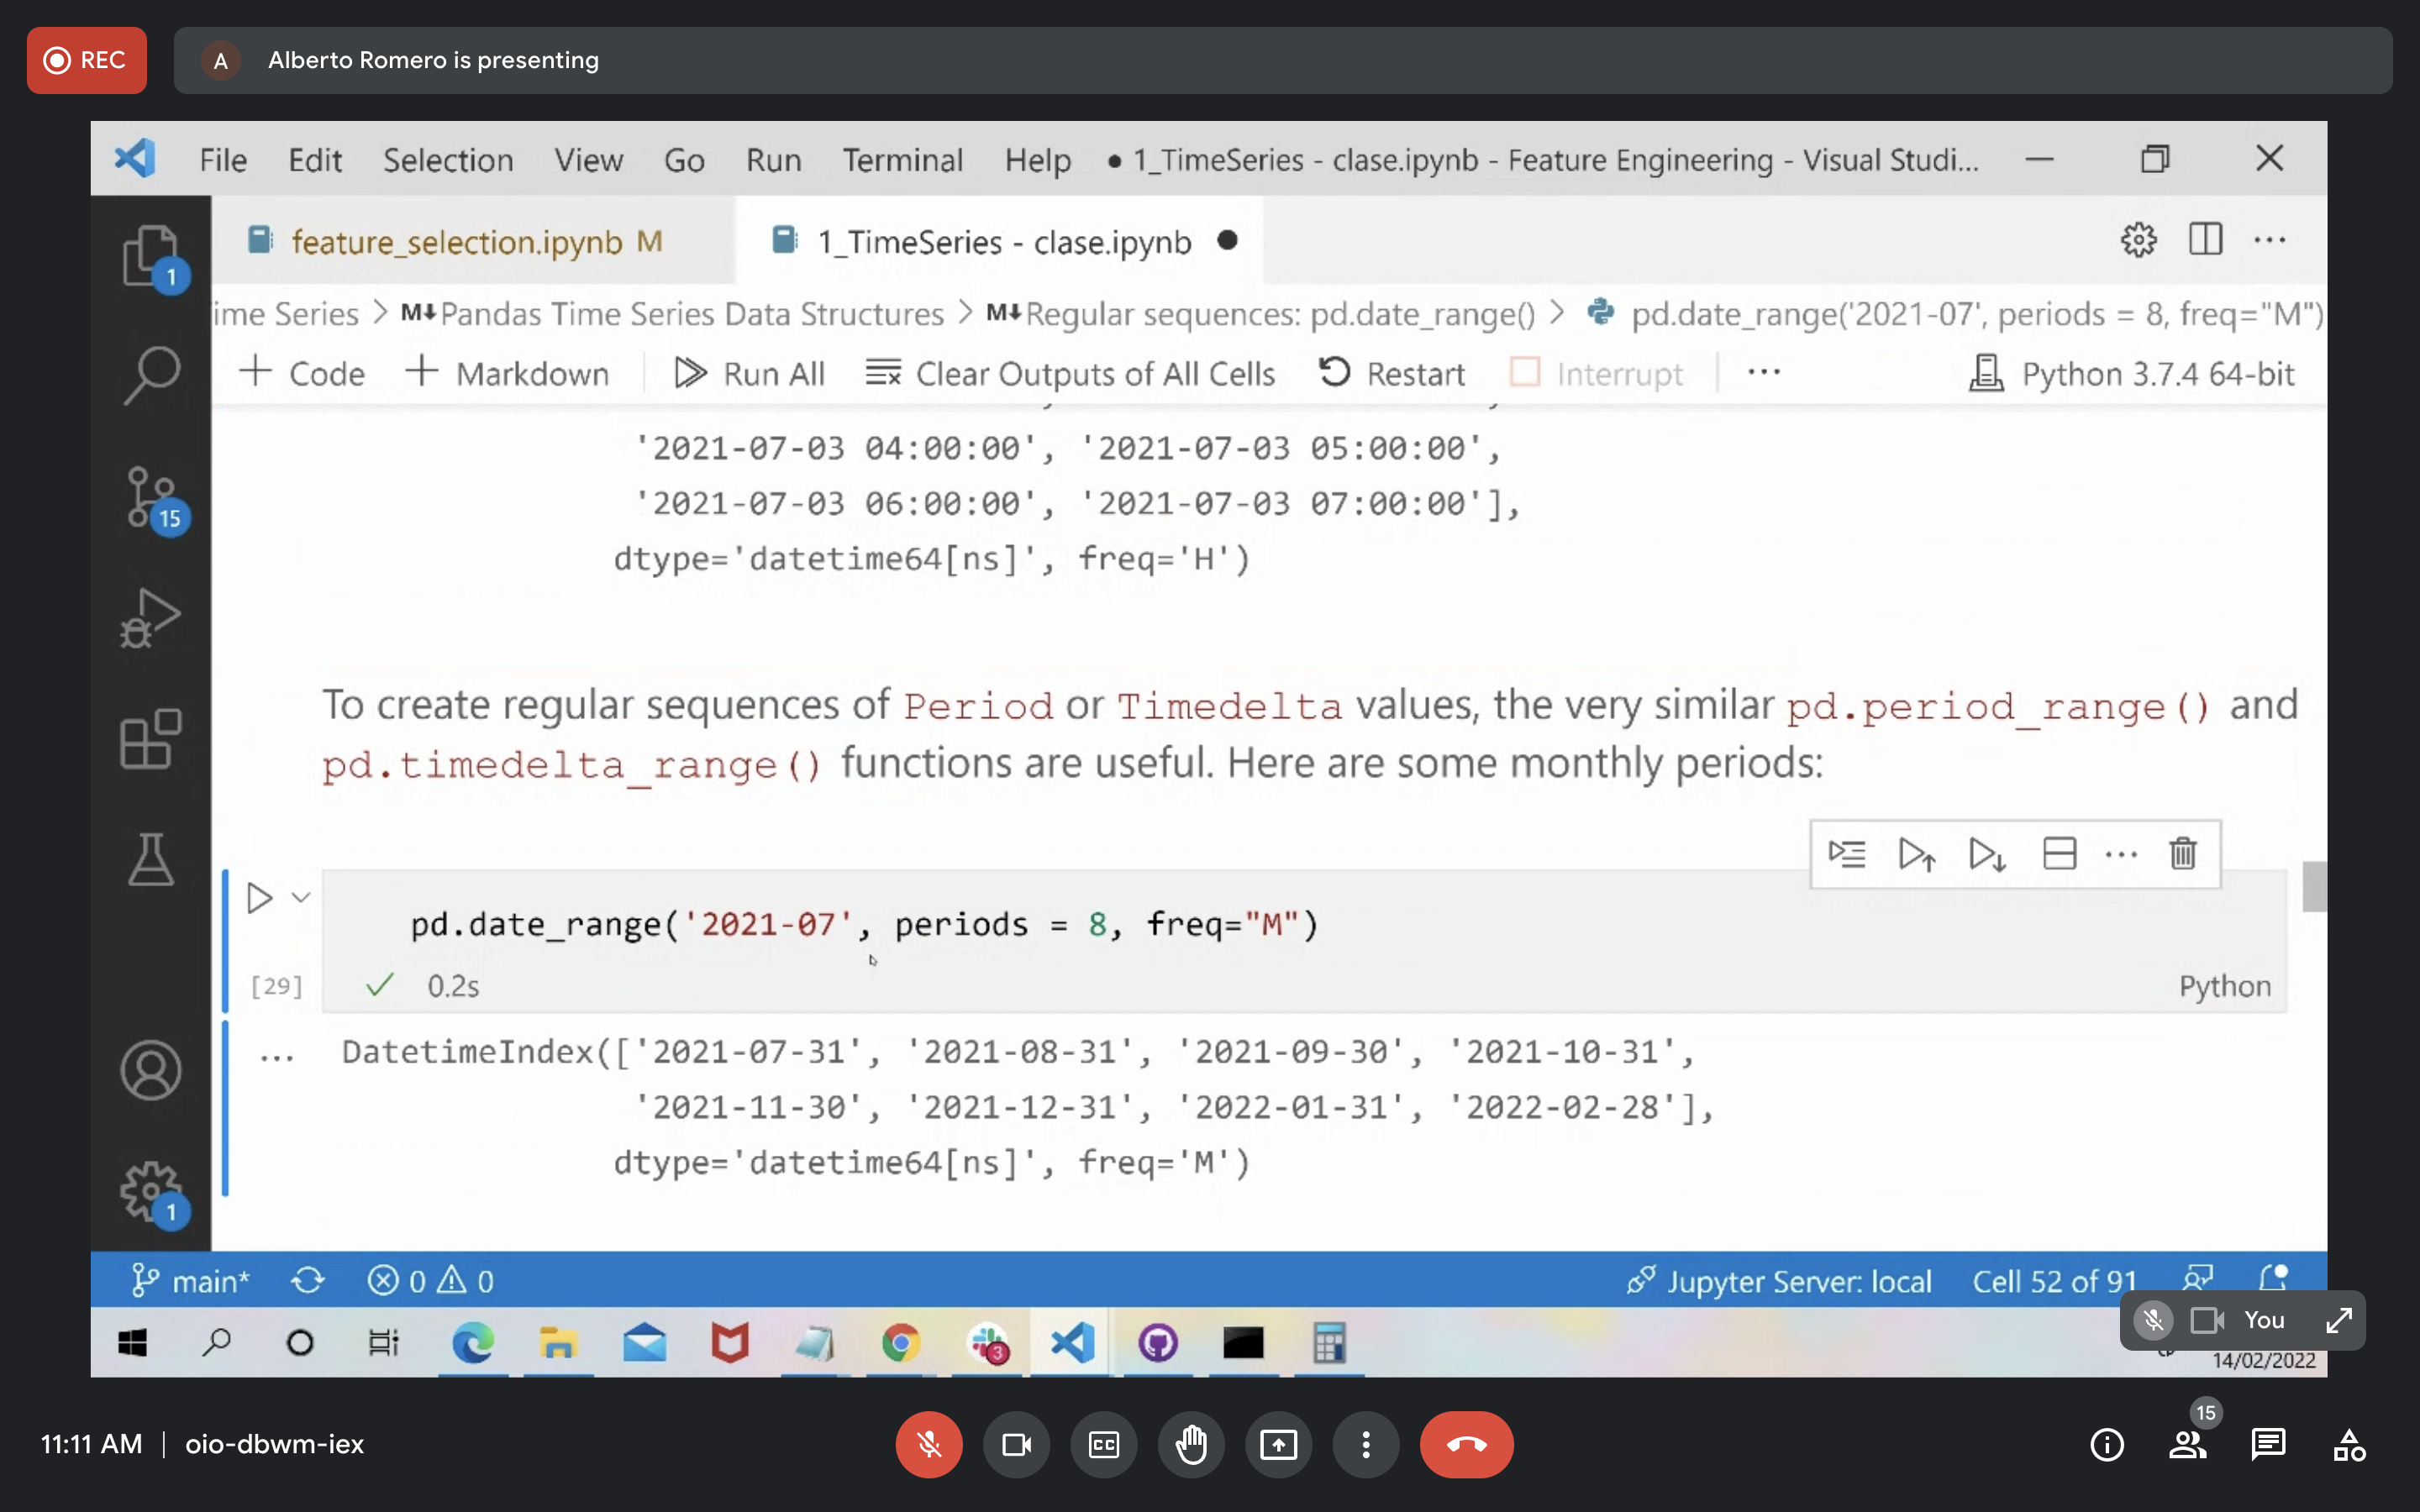 REC
A
Alberto Romero is presenting
File Edit Selection View Go Run Terminal Help ● 1_TimeSeries - clase.ipynb - Feature Engineering - Visual Studi...
feature_selection.ipynb M
1_TimeSeries - clase.ipynb ●
ime Series > M↓Pandas Time Series Data Structures > M↓Regular sequences: pd.date_range() > pd.date_range('2021-07', periods = 8, freq="M")
+ Code + Markdown Run All Clear Outputs of All Cells Restart Interrupt ... Python 3.7.4 64-bit
1
15
'2021-07-03 04:00:00', '2021-07-03 05:00:00',
'2021-07-03 06:00:00', '2021-07-03 07:00:00'],
dtype='datetime64[ns]', freq='H')
To create regular sequences of Period or Timedelta values, the very similar pd.period_range() and
pd.timedelta_range() functions are useful. Here are some monthly periods:
pd.date_range('2021-07', periods = 8, freq="M")
[29] ✓ 0.2s Python
... DatetimeIndex(['2021-07-31', '2021-08-31', '2021-09-30', '2021-10-31',
'2021-11-30', '2021-12-31', '2022-01-31', '2022-02-28'],
dtype='datetime64[ns]', freq='M')
1
main* 0 0 Jupyter Server: local Cell 52 of 91
3
You
14/02/2022
11:11 AM | oio-dbwm-iex
CC
15